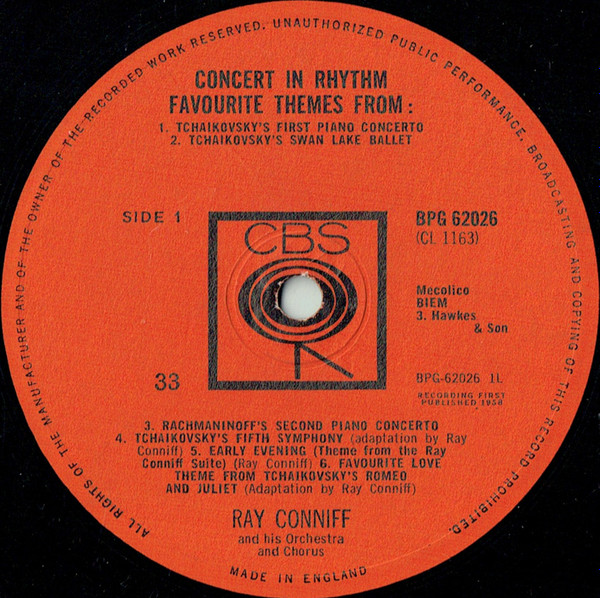 ALL RIGHTS OF THE MANUFACTURER AND OF THE OWNER OF THE RECORDED WORK RESERVED. UNAUTHORIZED PUBLIC PERFORMANCE, BROADCASTING AND COPYING OF THIS RECORD PROHIBITED.
CONCERT IN RHYTHM
FAVOURITE THEMES FROM:
1. TCHAIKOVSKY'S FIRST PIANO CONCERTO
2. TCHAIKOVSKY'S SWAN LAKE BALLET
SIDE 1
CBS
BPG 62026
(CL 1163)
Mecolico
BIEM
3. Hawkes
& Son
33
BPG-62026 1L
RECORDING FIRST
PUBLISHED 1958
3. RACHMANINOFF'S SECOND PIANO CONCERTO
4. TCHAIKOVSKY'S FIFTH SYMPHONY (adaptation by Ray
Conniff) 5. EARLY EVENING (Theme from the Ray
Conniff Suite) (Ray Conniff) 6. FAVOURITE LOVE
THEME FROM TCHAIKOVSKY'S ROMEO
AND JULIET (Adaptation by Ray Conniff)
RAY CONNIFF
and his Orchestra
and Chorus
MADE IN ENGLAND